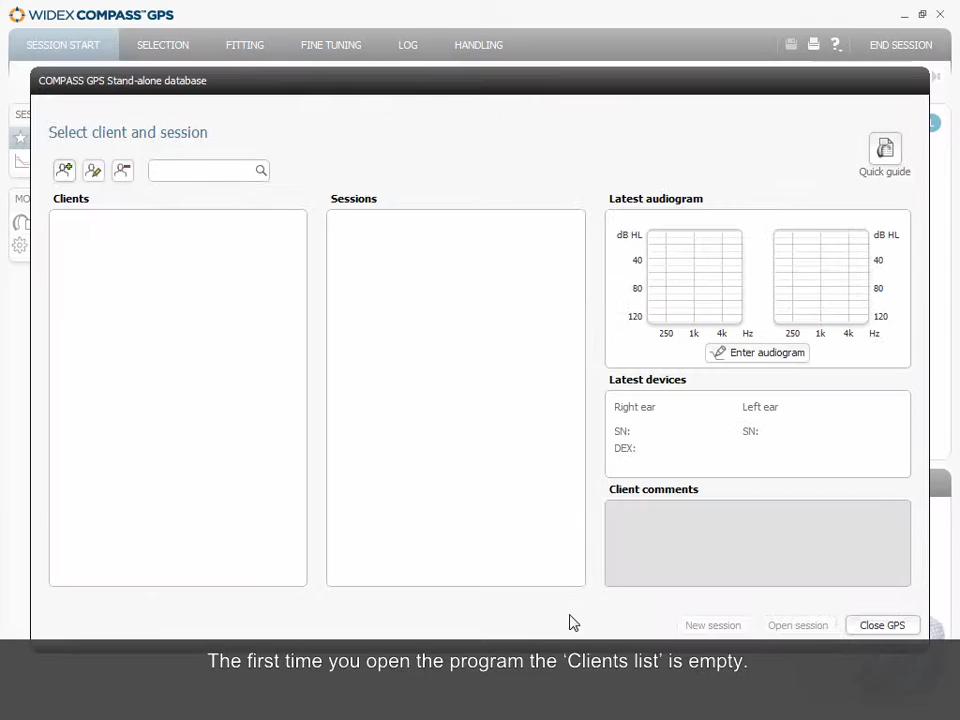 WIDEX COMPASS™ GPS
SESSION START SELECTION FITTING FINE TUNING LOG HANDLING ? END SESSION
COMPASS GPS Stand-alone database
SES
MO
L
Select client and session
Quick guide
Clients
Sessions
Latest audiogram
dB HL dB HL
40 40
80 80
120 120
250 1k 4k Hz 250 1k 4k Hz
Enter audiogram
Latest devices
Right ear Left ear
SN: SN:
DEX:
Client comments
New session Open session Close GPS
The first time you open the program the ‘Clients list’ is empty.